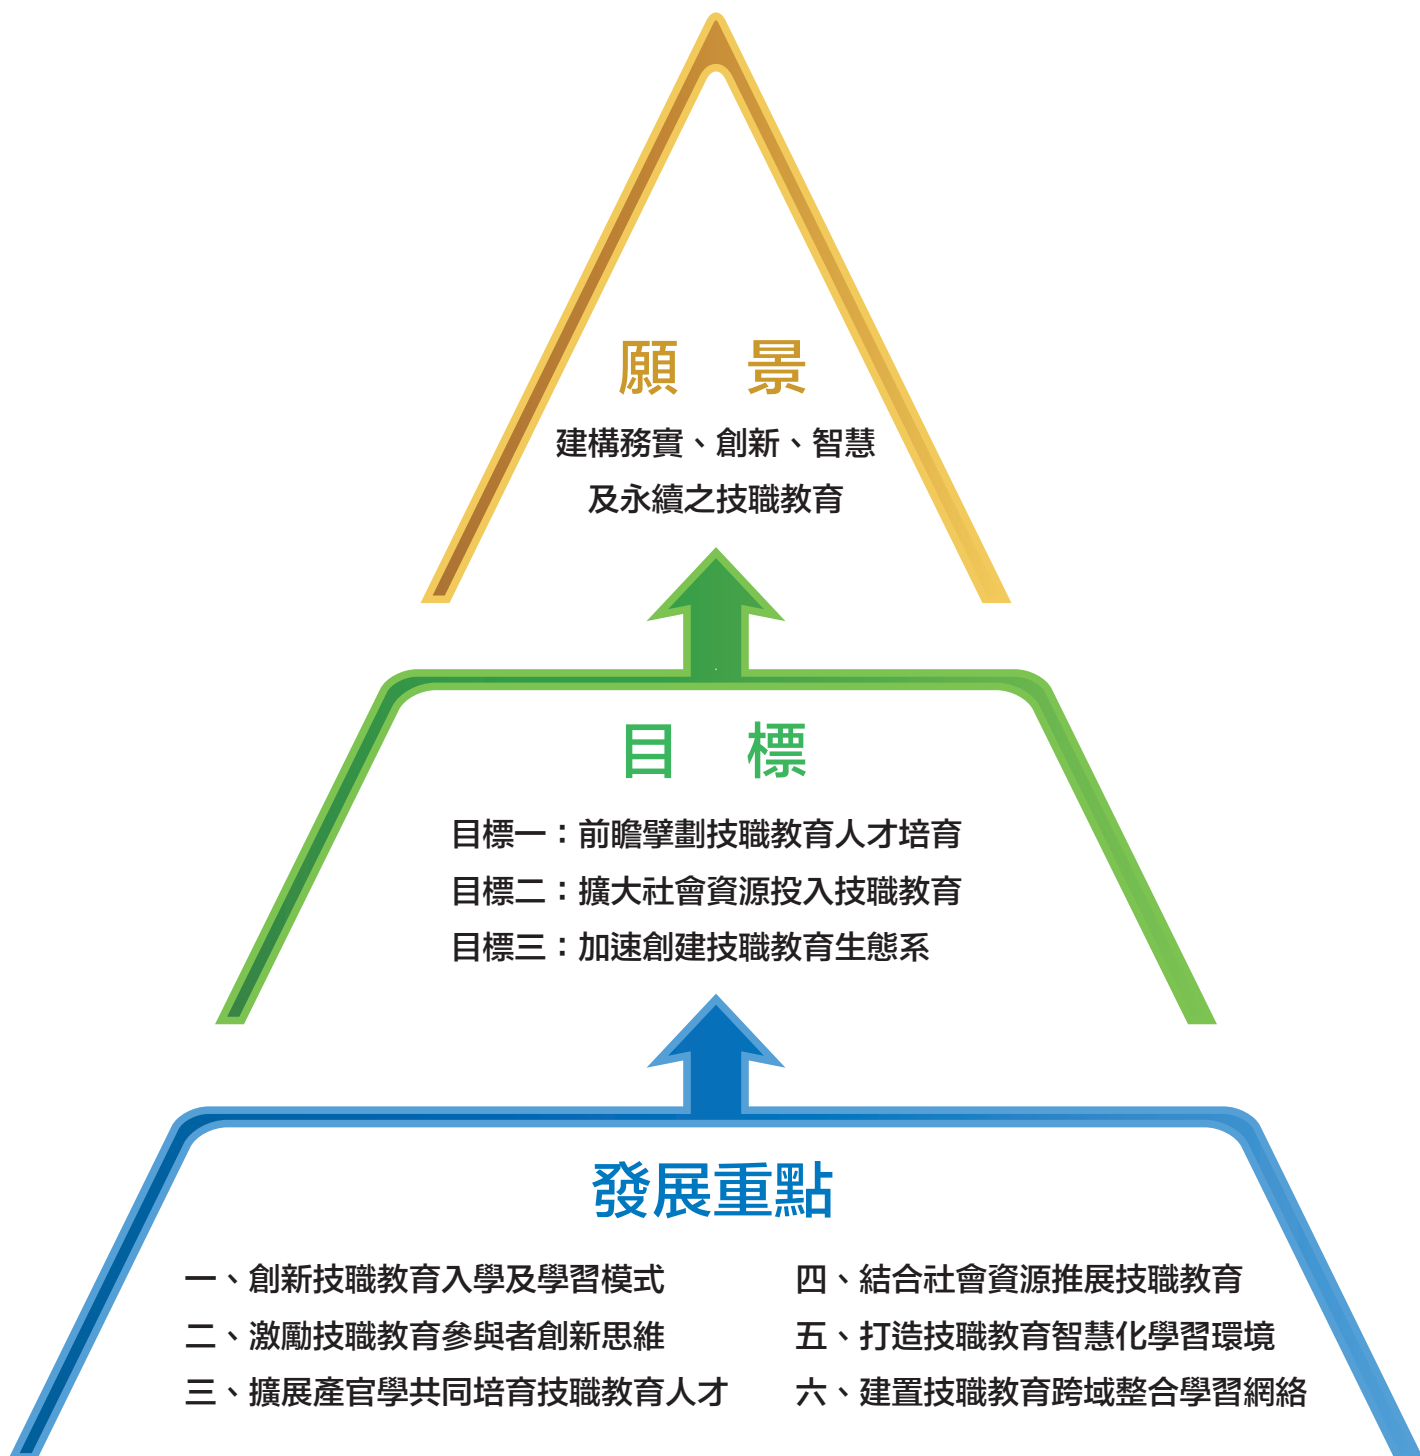 願　景
建構務實、創新、智慧
及永續之技職教育
目　標
目標一：前瞻擘劃技職教育人才培育
目標二：擴大社會資源投入技職教育
目標三：加速創建技職教育生態系
發展重點
一、創新技職教育入學及學習模式
二、激勵技職教育參與者創新思維
三、擴展產官學共同培育技職教育人才
四、結合社會資源推展技職教育
五、打造技職教育智慧化學習環境
六、建置技職教育跨域整合學習網絡